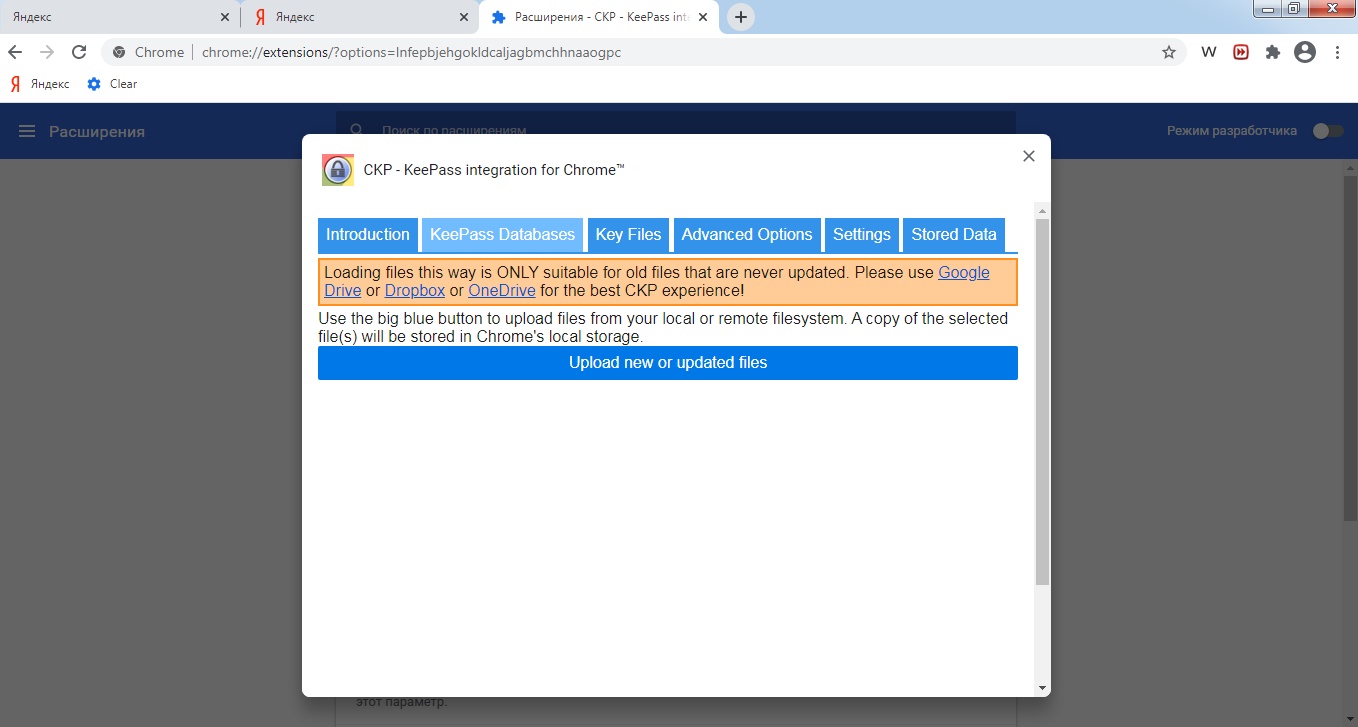 Яндекс
Яндекс
Расширения - CKP - KeePass inte
Chrome
chrome://extensions/?options=lnfepbjehgokldcaljagbmchhnaaogpc
W
Яндекс
Clear
Расширения
Поиск по расширениям
Режим разработчика
CKP - KeePass integration for Chrome™
Introduction
KeePass Databases
Key Files
Advanced Options
Settings
Stored Data
Loading files this way is ONLY suitable for old files that are never updated. Please use Google
Drive or Dropbox or OneDrive for the best CKP experience!
Use the big blue button to upload files from your local or remote filesystem. A copy of the selected
file(s) will be stored in Chrome's local storage.
Upload new or updated files
этот параметр.